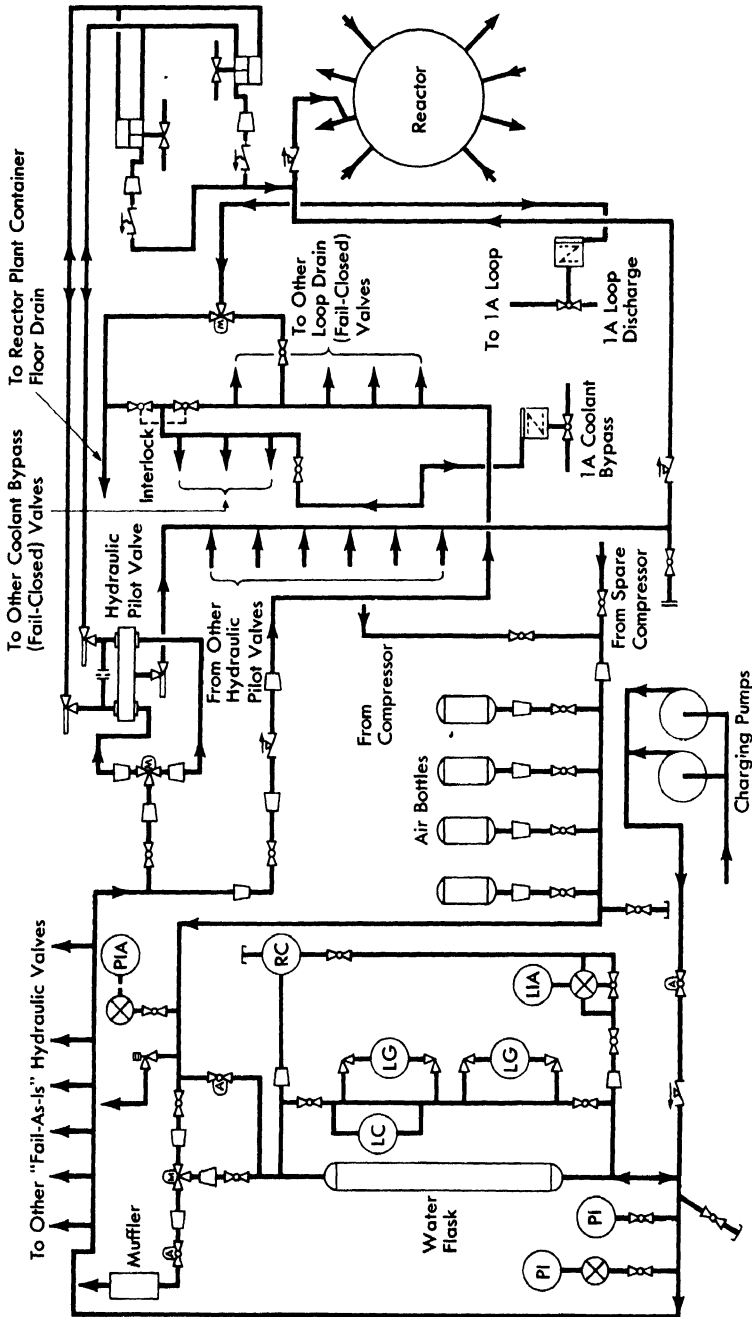 To Other "Fail-As-Is" Hydraulic Valves
Muffler
A
M
A
PIA
Water
Flask
LC
LG
LG
RC
LIA
PI
PI
A
Charging Pumps
Air Bottles
From
Compressor
From Spare
Compressor
To Other Coolant Bypass
(Fail-Closed) Valves
Hydraulic
Pilot Valve
M
From Other
Hydraulic
Pilot Valves
To Reactor Plant Container
Floor Drain
Interlock
M
To Other
Loop Drain
(Fail-Closed)
Valves
1A Coolant
Bypass
To 1A Loop
1A Loop
Discharge
Reactor